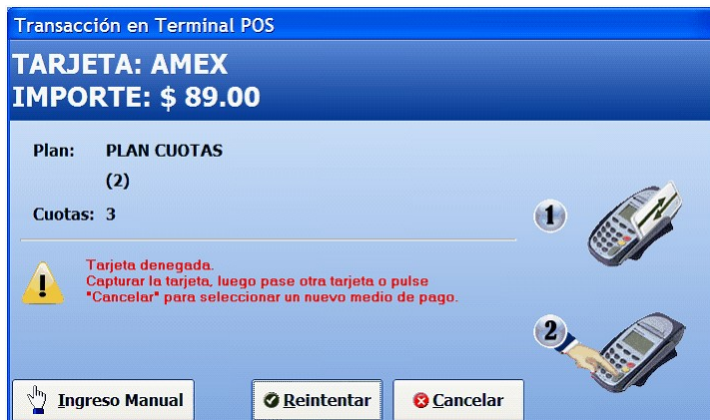 Transacción en Terminal POS
TARJETA: AMEX
IMPORTE: $ 89.00
Plan: PLAN CUOTAS
(2)
Cuotas: 3
1
Tarjeta denegada.
Capturar la tarjeta, luego pase otra tarjeta o pulse
"Cancelar" para seleccionar un nuevo medio de pago.
2
Ingreso Manual
Reintentar
Cancelar